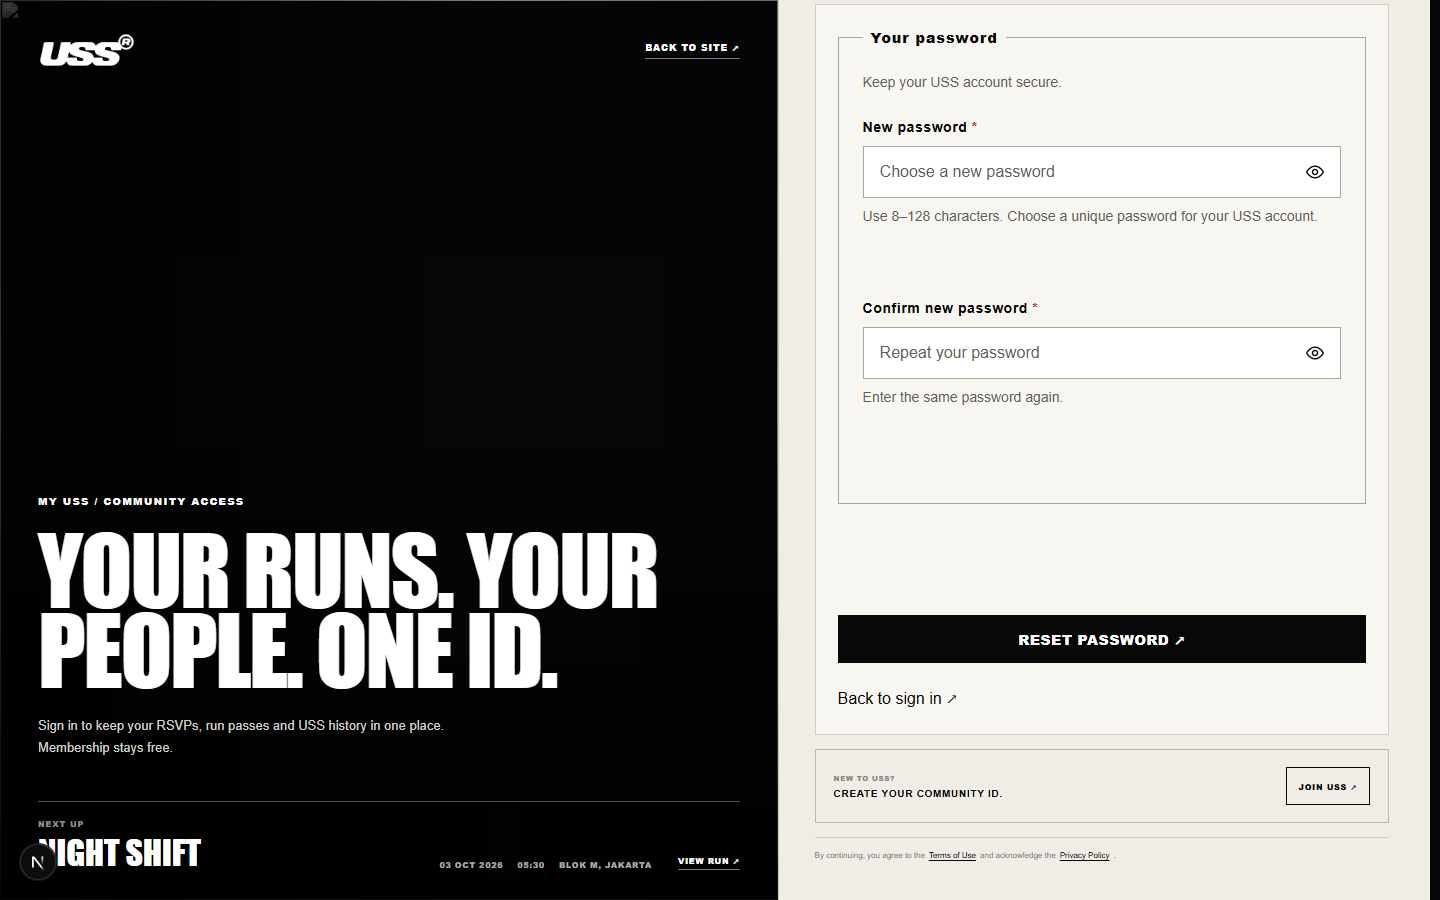 USS®
BACK TO SITE ↗
MY USS / COMMUNITY ACCESS
YOUR RUNS. YOUR
PEOPLE. ONE ID.
Sign in to keep your RSVPs, run passes and USS history in one place.
Membership stays free.
NEXT UP
NIGHT SHIFT
03 OCT 2026 05:30 BLOK M, JAKARTA
VIEW RUN ↗
N
Your password
Keep your USS account secure.
New password *
Choose a new password
Use 8–128 characters. Choose a unique password for your USS account.
Confirm new password *
Repeat your password
Enter the same password again.
RESET PASSWORD ↗
Back to sign in ↗
NEW TO USS?
CREATE YOUR COMMUNITY ID.
JOIN USS ↗
By continuing, you agree to the Terms of Use and acknowledge the Privacy Policy .